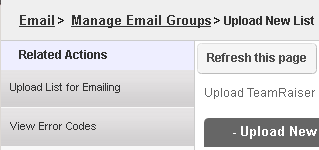 Email > Manage Email Groups > Upload New List
Related Actions
Upload List for Emailing
View Error Codes
Refresh this page
Upload TeamRaiser
- Upload New